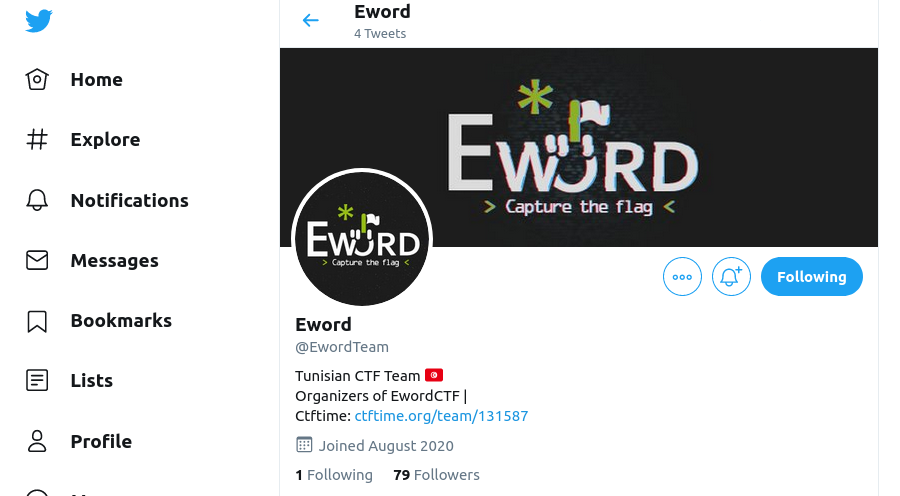 Eword
4 Tweets
Home
Explore
Notifications
Messages
Bookmarks
Lists
Profile
EWORD
> Capture the flag <
EWORD
> Capture the flag <
Following
Eword
@EwordTeam
Tunisian CTF Team 🇹🇳
Organizers of EwordCTF |
Ctftime: ctftime.org/team/131587
Joined August 2020
1 Following 79 Followers